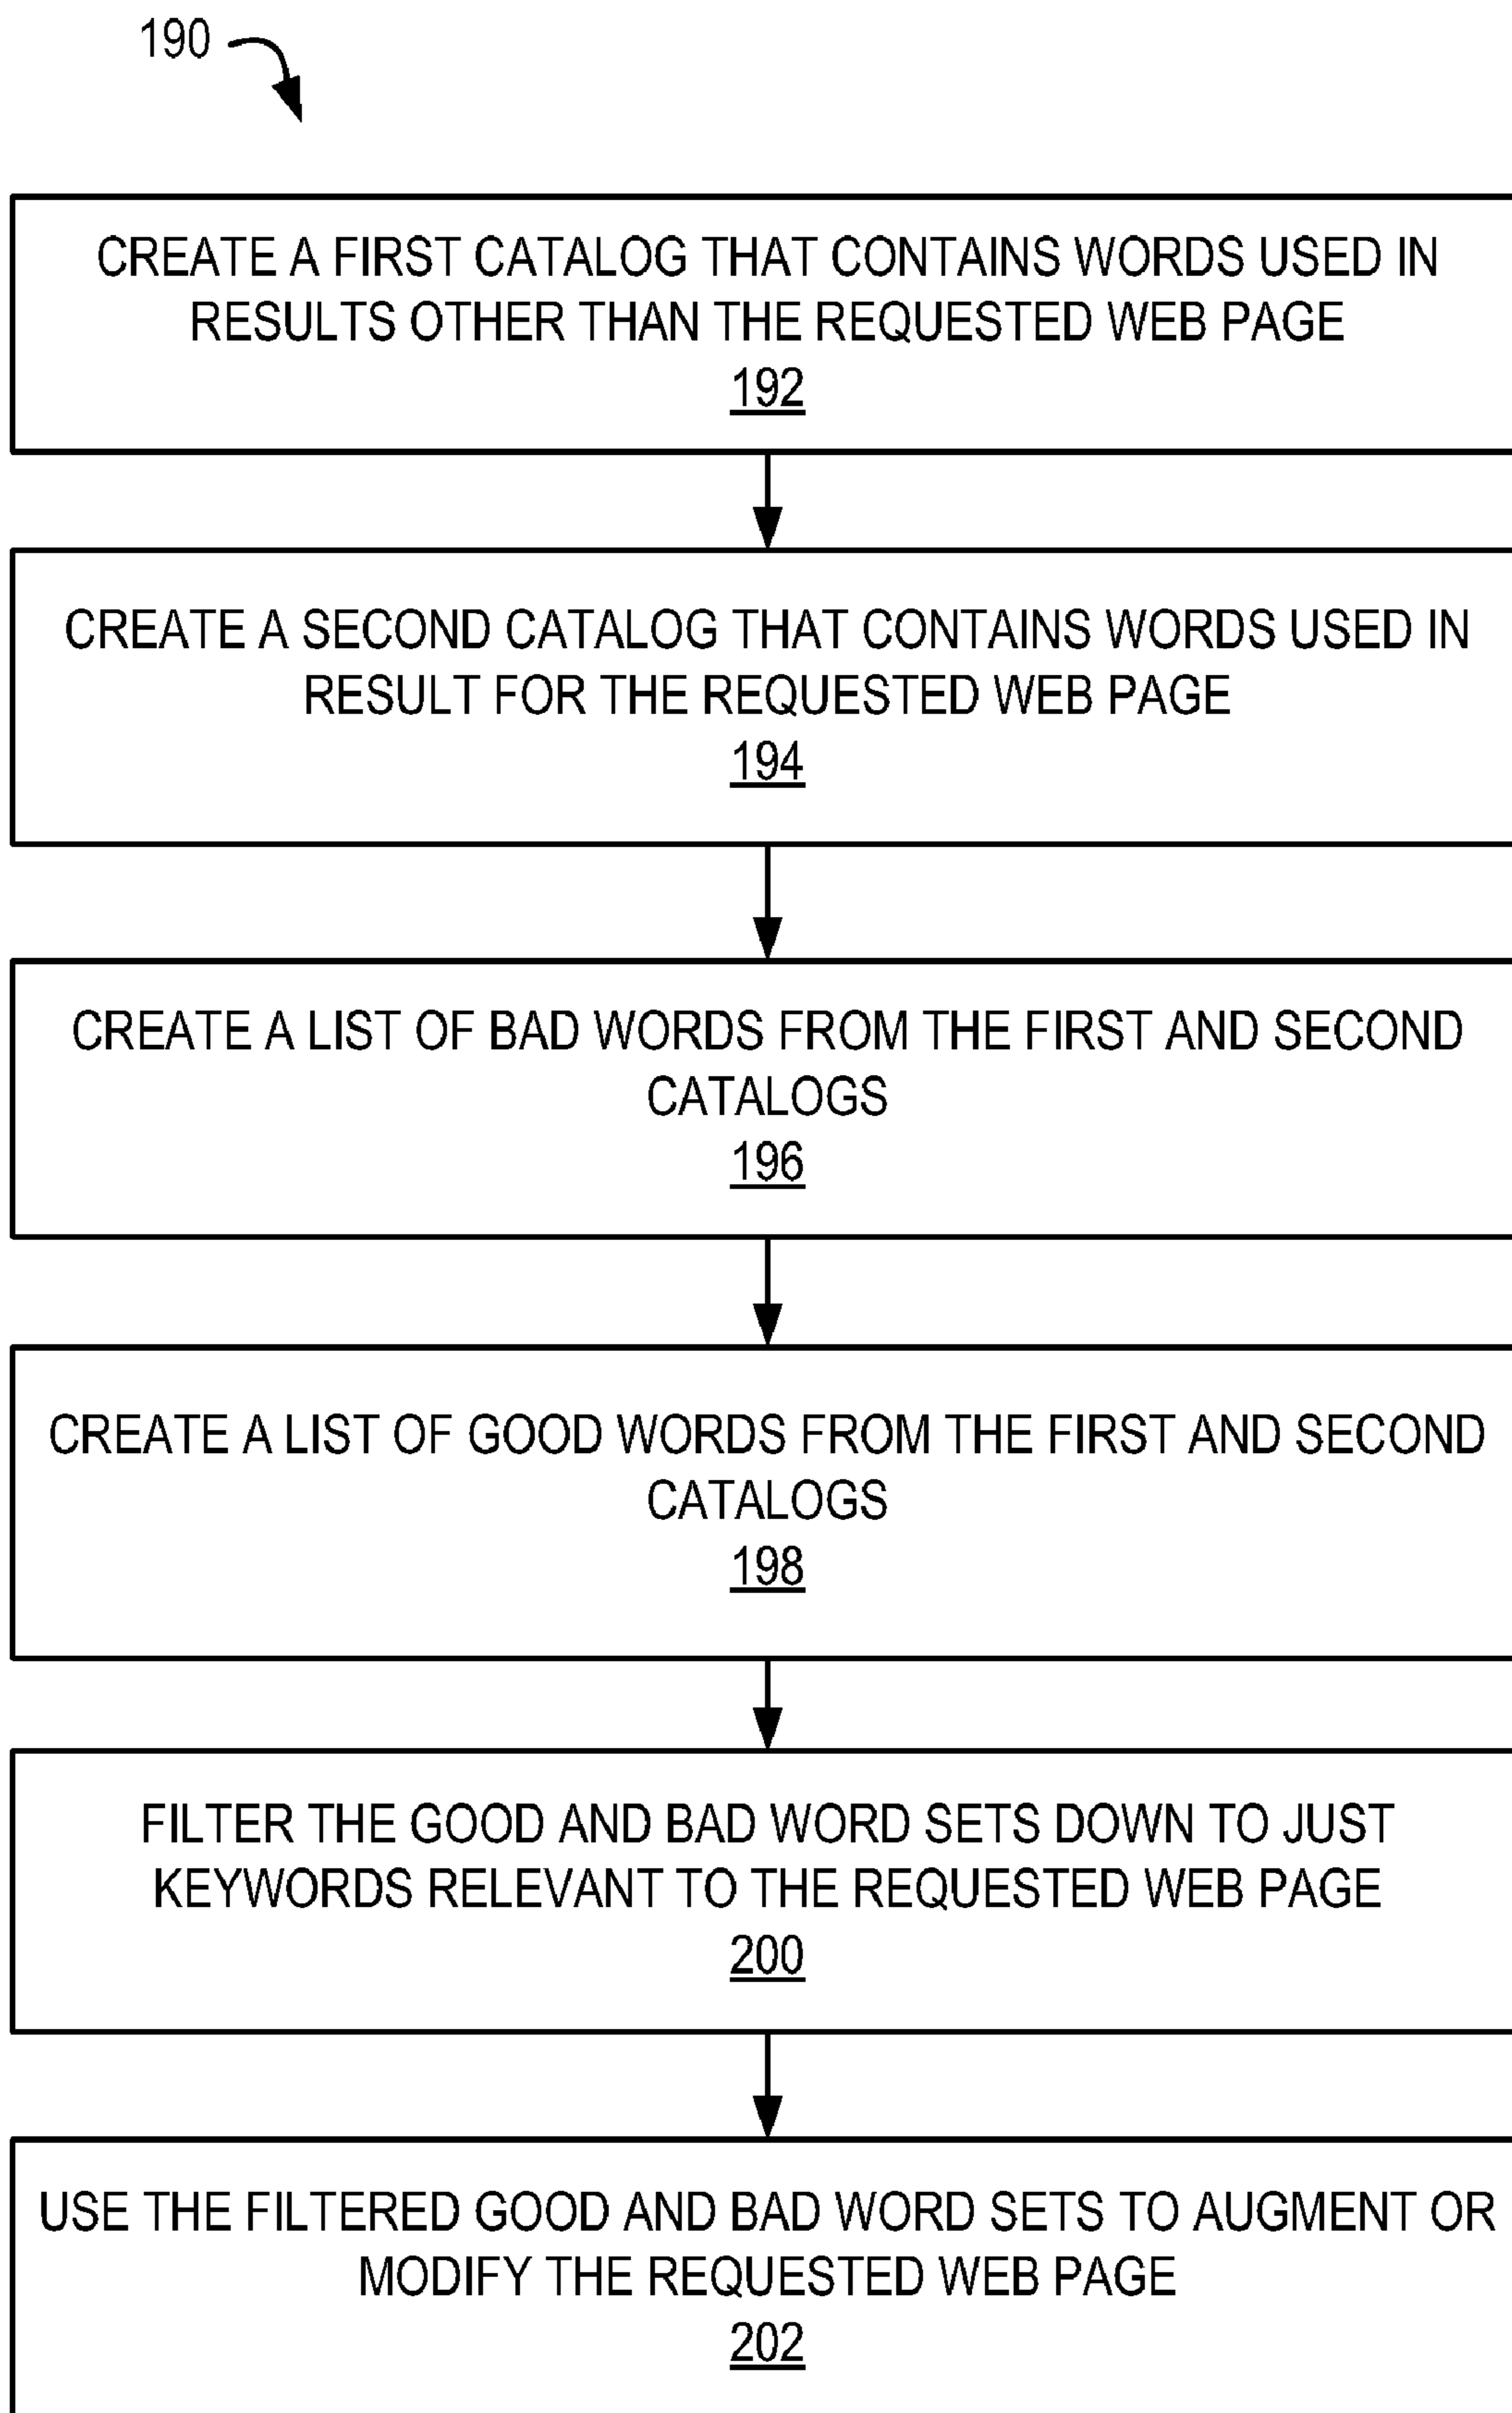 190
CREATE A FIRST CATALOG THAT CONTAINS WORDS USED IN
RESULTS OTHER THAN THE REQUESTED WEB PAGE
192
CREATE A SECOND CATALOG THAT CONTAINS WORDS USED IN
RESULT FOR THE REQUESTED WEB PAGE
194
CREATE A LIST OF BAD WORDS FROM THE FIRST AND SECOND
CATALOGS
196
CREATE A LIST OF GOOD WORDS FROM THE FIRST AND SECOND
CATALOGS
198
FILTER THE GOOD AND BAD WORD SETS DOWN TO JUST
KEYWORDS RELEVANT TO THE REQUESTED WEB PAGE
200
USE THE FILTERED GOOD AND BAD WORD SETS TO AUGMENT OR
MODIFY THE REQUESTED WEB PAGE
202